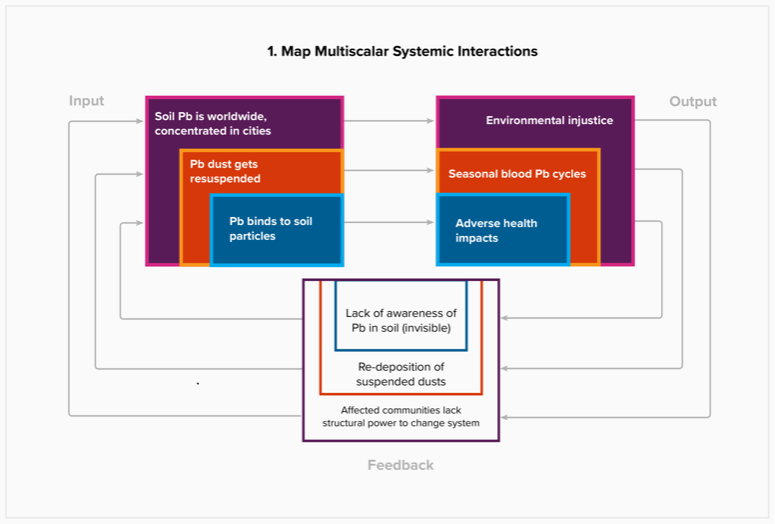 1. Map Multiscalar Systemic Interactions
Input
Output
Soil Pb is worldwide,
concentrated in cities
Pb dust gets
resuspended
Pb binds to soil
particles
Environmental injustice
Seasonal blood Pb cycles
Adverse health
impacts
Lack of awareness of
Pb in soil (invisible)
Re-deposition of
suspended dusts
Affected communities lack
structural power to change system
Feedback